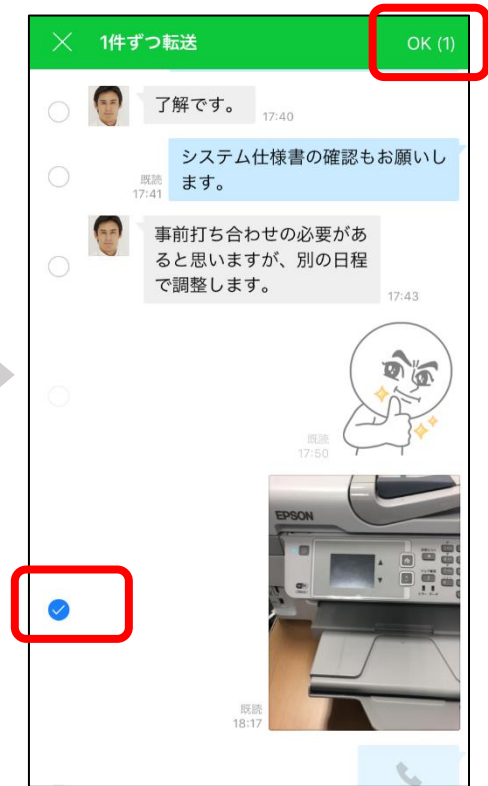 1件ずつ転送
OK (1)
了解です。
17:40
システム仕様書の確認もお願いし
ます。
既読
17:41
事前打ち合わせの必要があ
ると思いますが、別の日程
で調整します。
17:43
既読
17:50
EPSON
既読
18:17